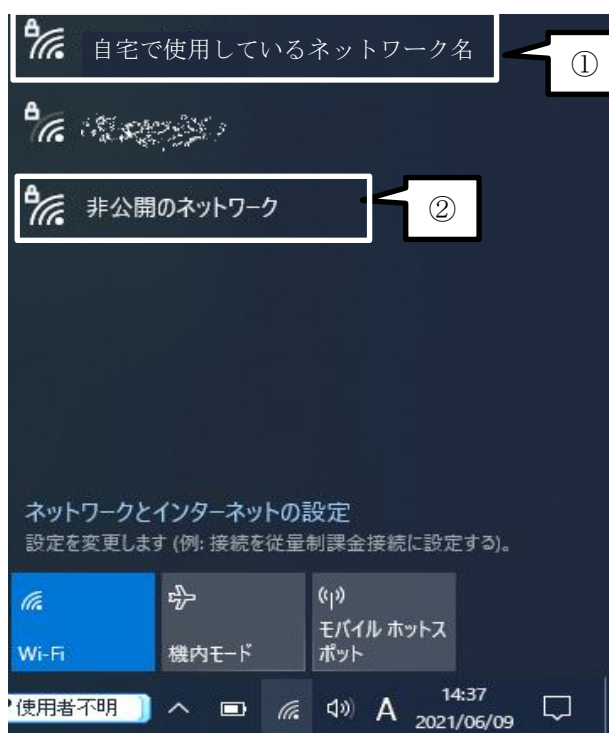 自宅で使用しているネットワーク名
①
非公開のネットワーク
②
ネットワークとインターネットの設定
設定を変更します (例: 接続を従量制課金接続に設定する)。
Wi-Fi
機内モード
モバイル ホットス
ポット
使用者不明
A
14:37
2021/06/09